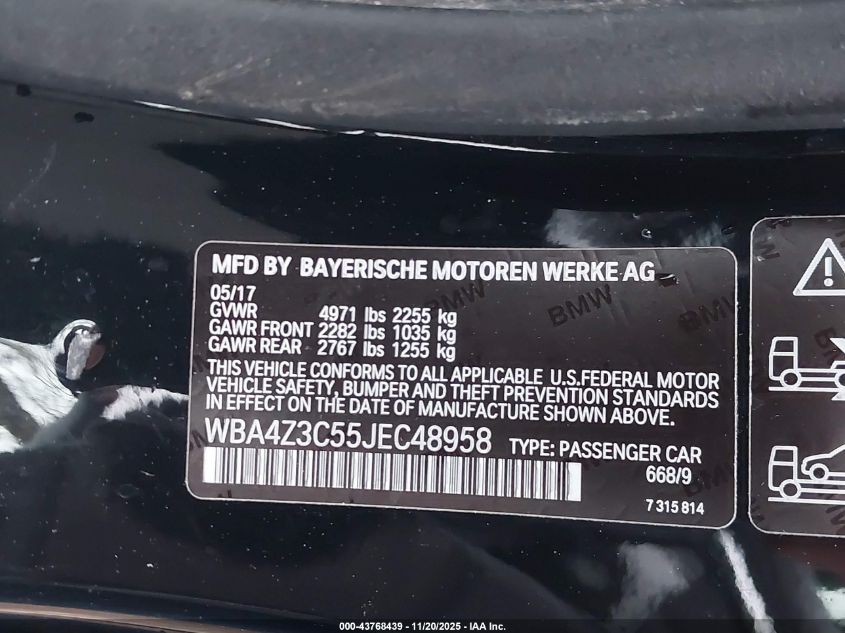 MFD BY BAYERISCHE MOTOREN WERKE AG
05/17
GVWR 4971 lbs 2255 kg
GAWR FRONT 2282 lbs 1035 kg
GAWR REAR 2767 lbs 1255 kg
THIS VEHICLE CONFORMS TO ALL APPLICABLE U.S.FEDERAL MOTOR
VEHICLE SAFETY, BUMPER AND THEFT PREVENTION STANDARDS
IN EFFECT ON THE DATE OF MANUFACTURE SHOWN ABOVE.
WBA4Z3C55JEC48958 TYPE: PASSENGER CAR
668/9
7 315 814
BMW
BMW
BMW
000-43768439 - 11/20/2025 - IAA Inc.